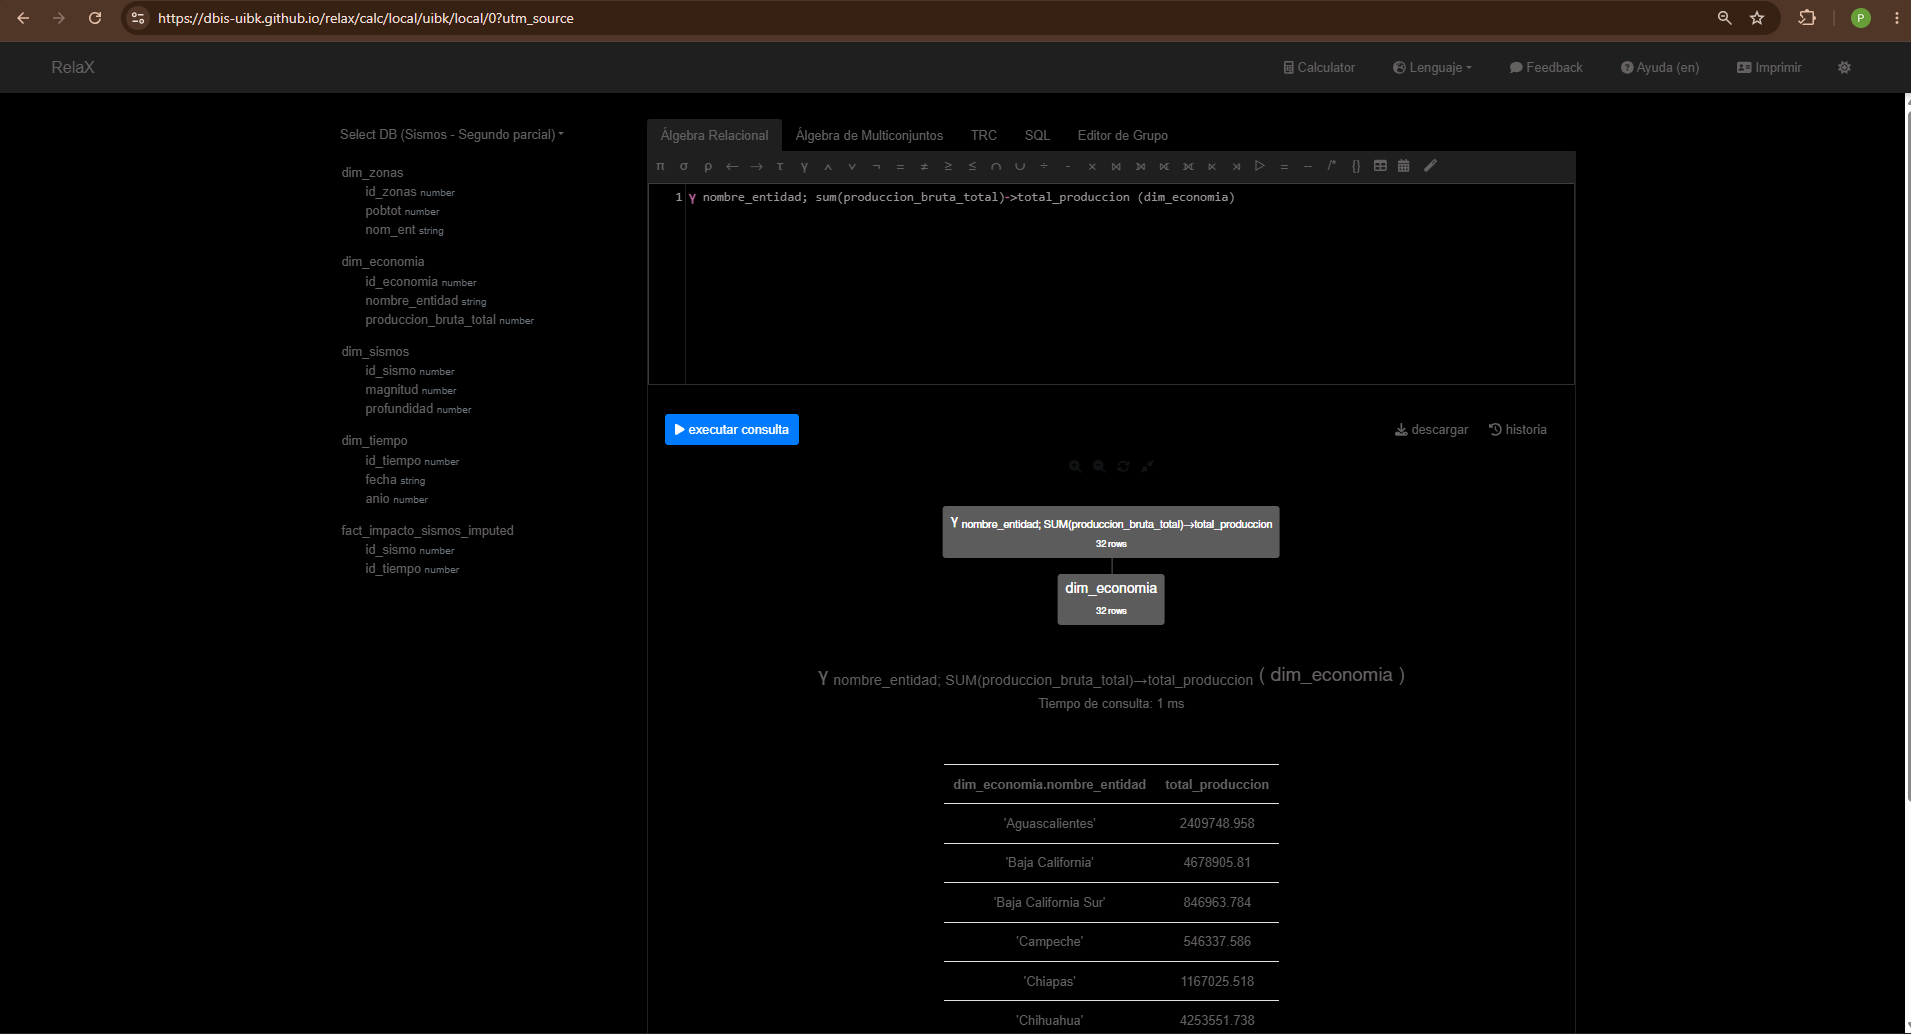 https://dbis-uibk.github.io/relax/calc/local/uibk/local/0?utm_source
P
RelaX
Calculator
Lenguaje
Feedback
Ayuda (en)
Imprimir
Select DB (Sismos - Segundo parcial)
dim_zonas
id_zonas number
pobtot number
nom_ent string
dim_economia
id_economia number
nombre_entidad string
produccion_bruta_total number
dim_sismos
id_sismo number
magnitud number
profundidad number
dim_tiempo
id_tiempo number
fecha string
anio number
fact_impacto_sismos_imputed
id_sismo number
id_tiempo number
Álgebra Relacional
Álgebra de Multiconjuntos
TRC
SQL
Editor de Grupo
π σ ρ ← → τ γ ∧ ∨ ¬ = ≠ ≥ ≤ ∩ ∪ ÷ - × ⨝ ⟕ ⟖ ⟗ ⋉ ⋊ ▷ = -- /* {}
1 γ nombre_entidad; sum(produccion_bruta_total)->total_produccion (dim_economia)
executar consulta
descargar
historia
γ nombre_entidad; SUM(produccion_bruta_total)→total_produccion
32 rows
dim_economia
32 rows
γ nombre_entidad; SUM(produccion_bruta_total)→total_produccion ( dim_economia )
Tiempo de consulta: 1 ms
dim_economia.nombre_entidad total_produccion
'Aguascalientes' 2409748.958
'Baja California' 4678905.81
'Baja California Sur' 846963.784
'Campeche' 546337.586
'Chiapas' 1167025.518
'Chihuahua' 4253551.738